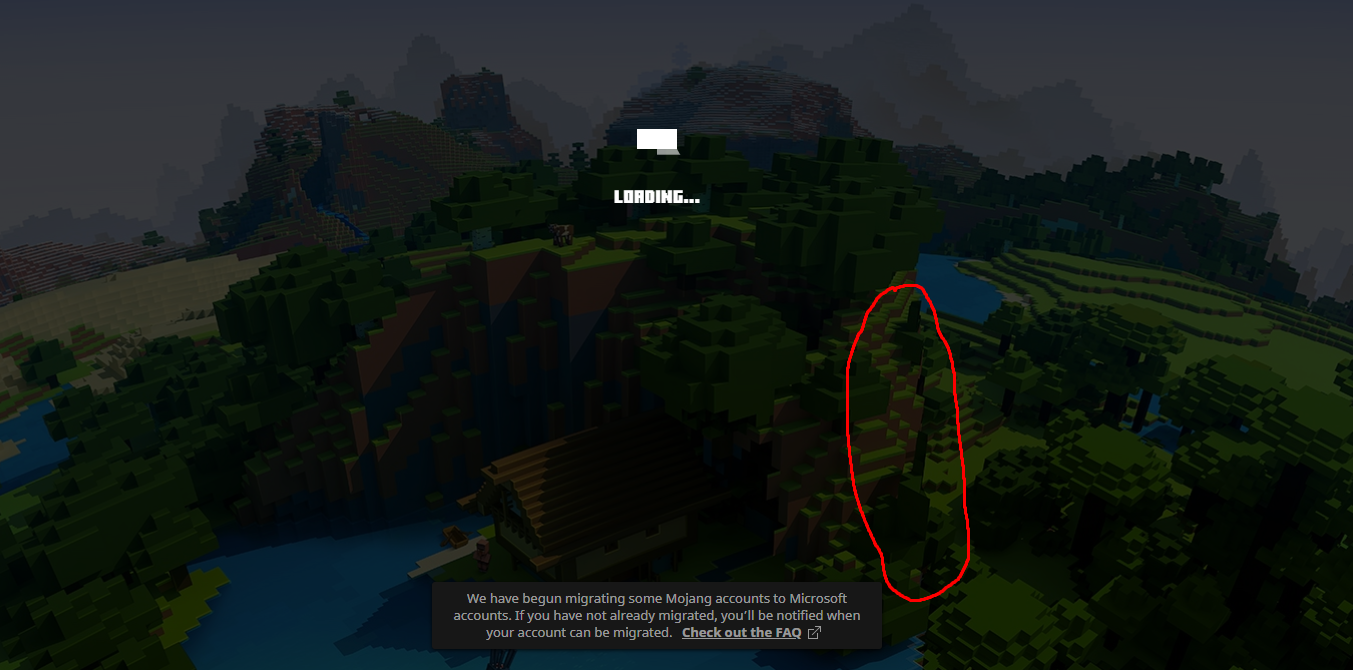 LOADING...
We have begun migrating some Mojang accounts to Microsoft
accounts. If you have not already migrated, you’ll be notified when
your account can be migrated. Check out the FAQ